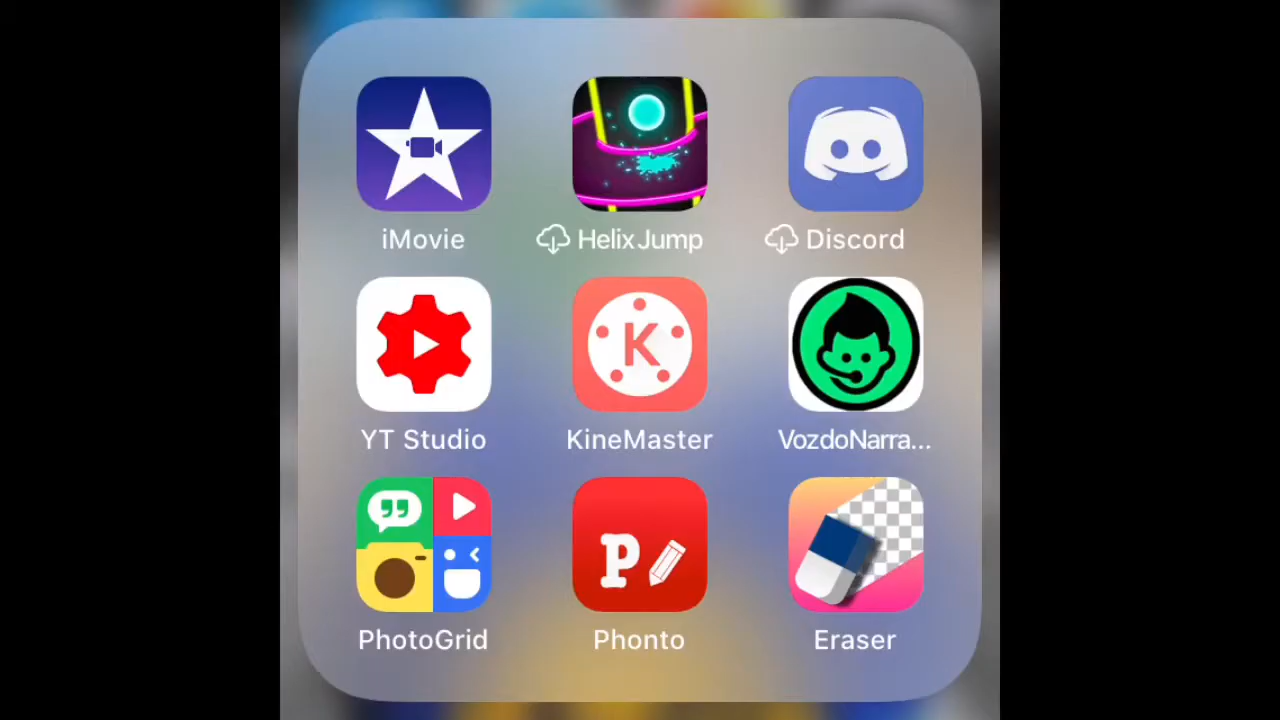 iMovie
HelixJump
Discord
YT Studio
K
KineMaster
VozdoNarra...
PhotoGrid
P
Phonto
Eraser